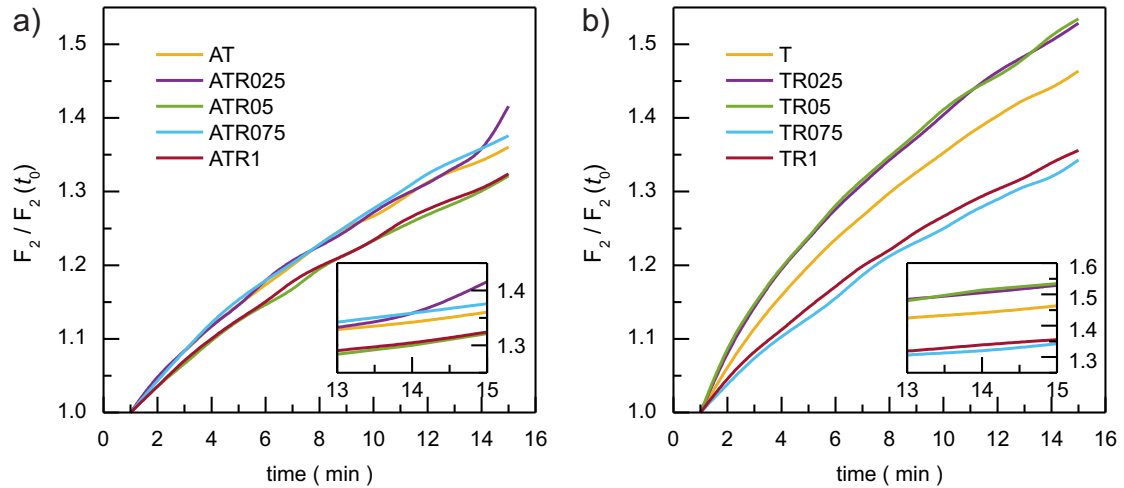 a)
F₂ / F₂ (t₀)
1.5
1.4
1.3
1.2
1.1
1.0
AT
ATR025
ATR05
ATR075
ATR1
1.4
1.3
13 14 15
0 2 4 6 8 10 12 14 16
time ( min )
b)
F₂ / F₂ (t₀)
1.5
1.4
1.3
1.2
1.1
1.0
T
TR025
TR05
TR075
TR1
1.6
1.5
1.4
1.3
13 14 15
0 2 4 6 8 10 12 14 16
time ( min )